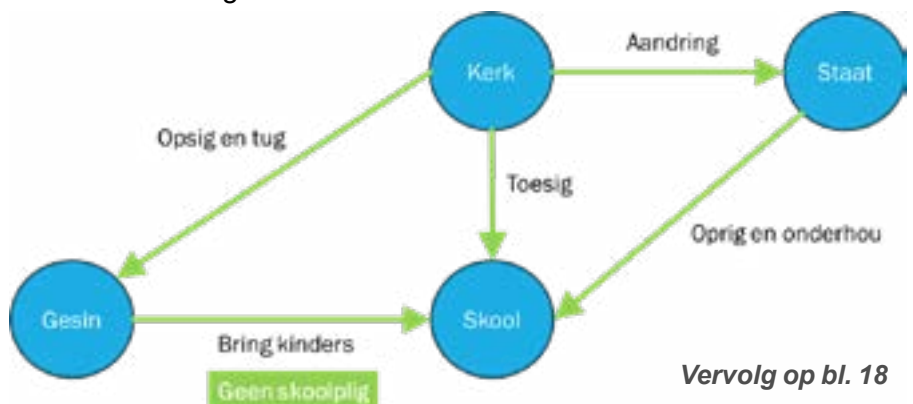 Aandring
Kerk
Staat
Opsig en tug
Toesig
Oprig en onderhou
Gesin
Skool
Bring kinders
Geen skoolplig
Vervolg op bl. 18